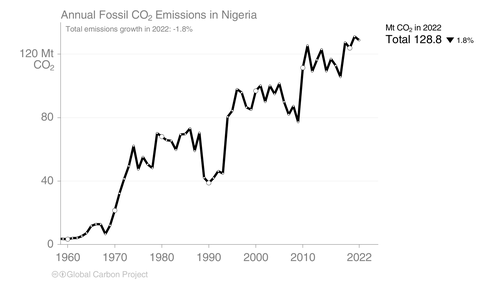 Annual Fossil CO₂ Emissions in Nigeria
Total emissions growth in 2022: -1.8%
Mt CO₂ in 2022
Total 128.8 ▼ 1.8%
120 Mt
CO₂
80
40
0
1960 1970 1980 1990 2000 2010 2022
Global Carbon Project